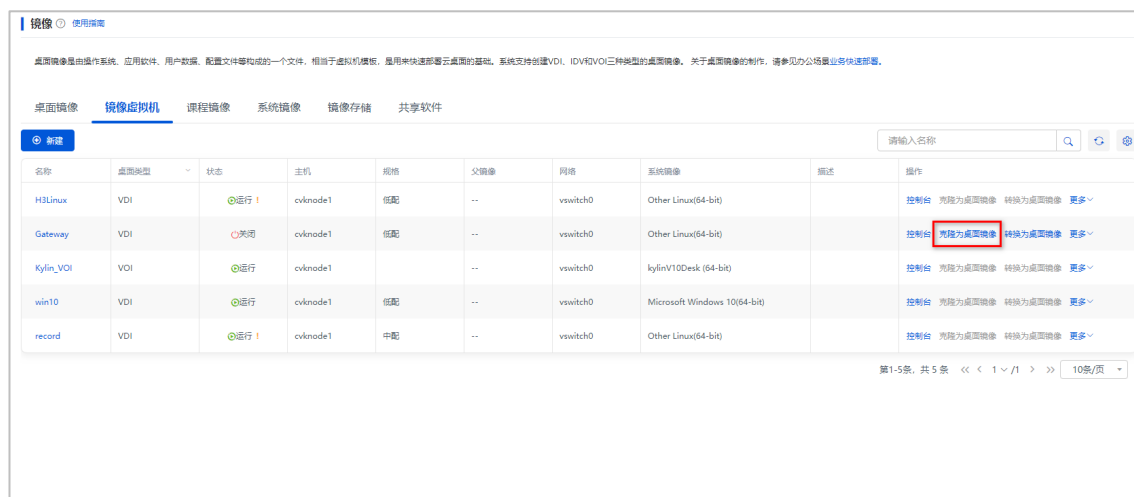 镜像 ? 使用指南
桌面镜像是由操作系统、应用软件、用户数据、配置文件等构成的一个文件，相当于虚拟机模板，是用来快速部署云桌面的基础。系统支持创建VDI、IDV和VOI三种类型的桌面镜像。 关于桌面镜像的制作，请参见办公场景业务快速部署。
桌面镜像 镜像虚拟机 课程镜像 系统镜像 镜像存储 共享软件
新建 请输入名称
名称 桌面类型 状态 主机 规格 父镜像 网络 系统镜像 描述 操作
H3Linux VDI 运行 ! cvknode1 低配 -- vswitch0 Other Linux(64-bit) 控制台 克隆为桌面镜像 转换为桌面镜像 更多
Gateway VDI 关闭 cvknode1 低配 -- vswitch0 Other Linux(64-bit) 控制台 克隆为桌面镜像 转换为桌面镜像 更多
Kylin_VOI VOI 运行 cvknode1 -- vswitch0 kylinV10Desk (64-bit) 控制台 克隆为桌面镜像 转换为桌面镜像 更多
win10 VDI 运行 cvknode1 低配 -- vswitch0 Microsoft Windows 10(64-bit) 控制台 克隆为桌面镜像 转换为桌面镜像 更多
record VDI 运行 ! cvknode1 中配 -- vswitch0 Other Linux(64-bit) 控制台 克隆为桌面镜像 转换为桌面镜像 更多
第1-5条, 共 5 条 << < 1 /1 > >> 10条/页